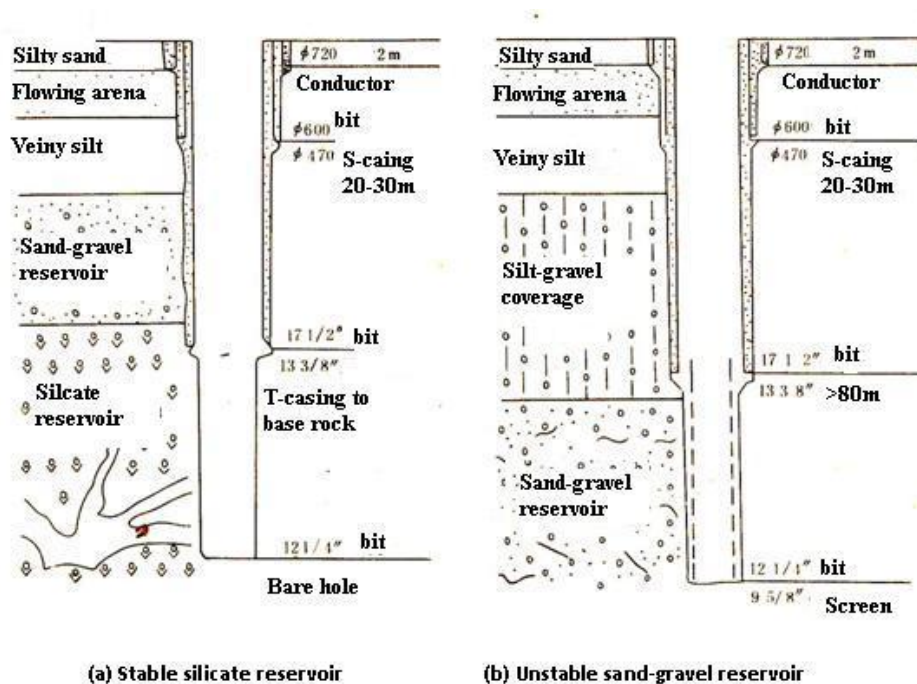 Silty sand
Flowing arena
Veiny silt
Sand-gravel
reservoir
Silcate
reservoir
ϕ720 2 m
Conductor
ϕ600 bit
ϕ470 S-caing
20-30m
17 1/2" bit
13 3/8"
T-casing to
base rock
12 1/4" bit
Bare hole
(a) Stable silicate reservoir
Silty sand
Flowing arena
Veiny silt
Silt-gravel
coverage
Sand-gravel
reservoir
ϕ720 2 m
Conductor
ϕ600 bit
ϕ470 S-caing
20-30m
17 1 2" bit
13 3 8" >80m
12 1/4" bit
9 5/8" Screen
(b) Unstable sand-gravel reservoir